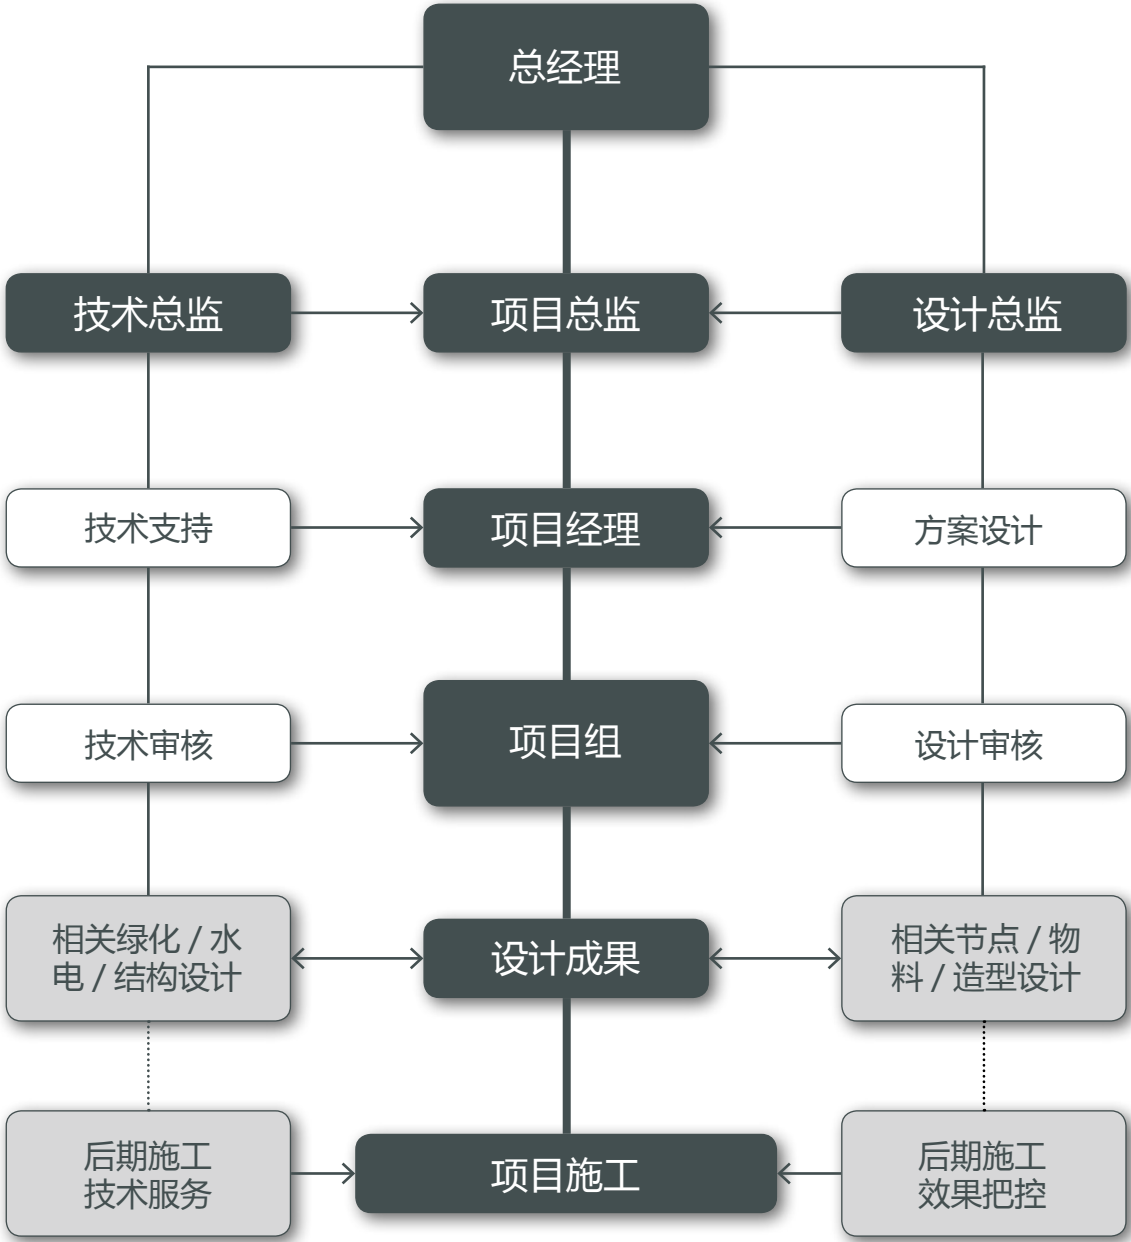 总经理
技术总监
项目总监
设计总监
技术支持
项目经理
方案设计
技术审核
项目组
设计审核
相关绿化 / 水
电 / 结构设计
设计成果
相关节点 / 物
料 / 造型设计
后期施工
技术服务
项目施工
后期施工
效果把控